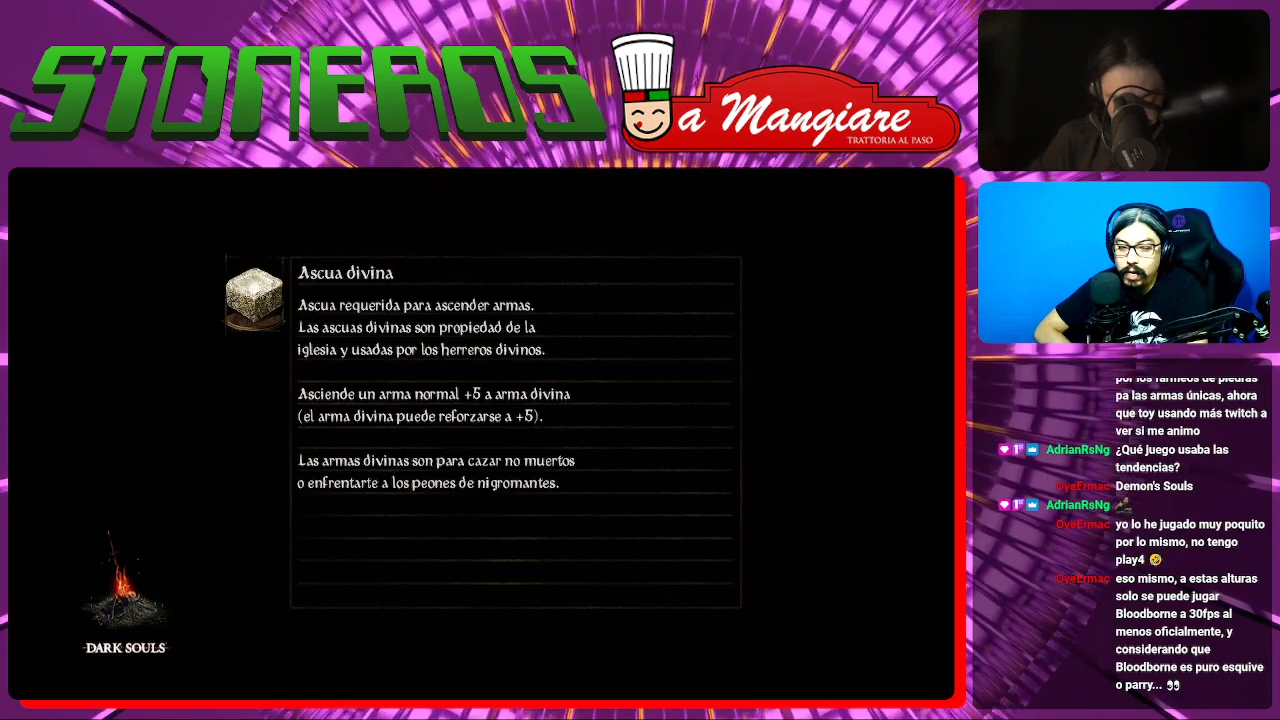 STONEROS
a Mangiare
TRATTORIA AL PASO
Ascua divina
Ascua requerida para ascender armas.
Las ascuas divinas son propiedad de la
iglesia y usadas por los herreros divinos.
Asciende un arma normal +5 a arma divina
(el arma divina puede reforzarse a +5).
Las armas divinas son para cazar no muertos
o enfrentarte a los peones de nigromantes.
DARK SOULS
por los farmeos de piedras
pa las armas únicas, ahora
que toy usando más twitch a
ver si me animo
AdrianRsNg ¿Qué juego usaba las
tendencias?
OyeErmac Demon's Souls
AdrianRsNg
OyeErmac yo lo he jugado muy poquito
por lo mismo, no tengo
play4 🤣
OyeErmac eso mismo, a estas alturas
solo se puede jugar
Bloodborne a 30fps al
menos oficialmente, y
considerando que
Bloodborne es puro esquive
o parry... 👀